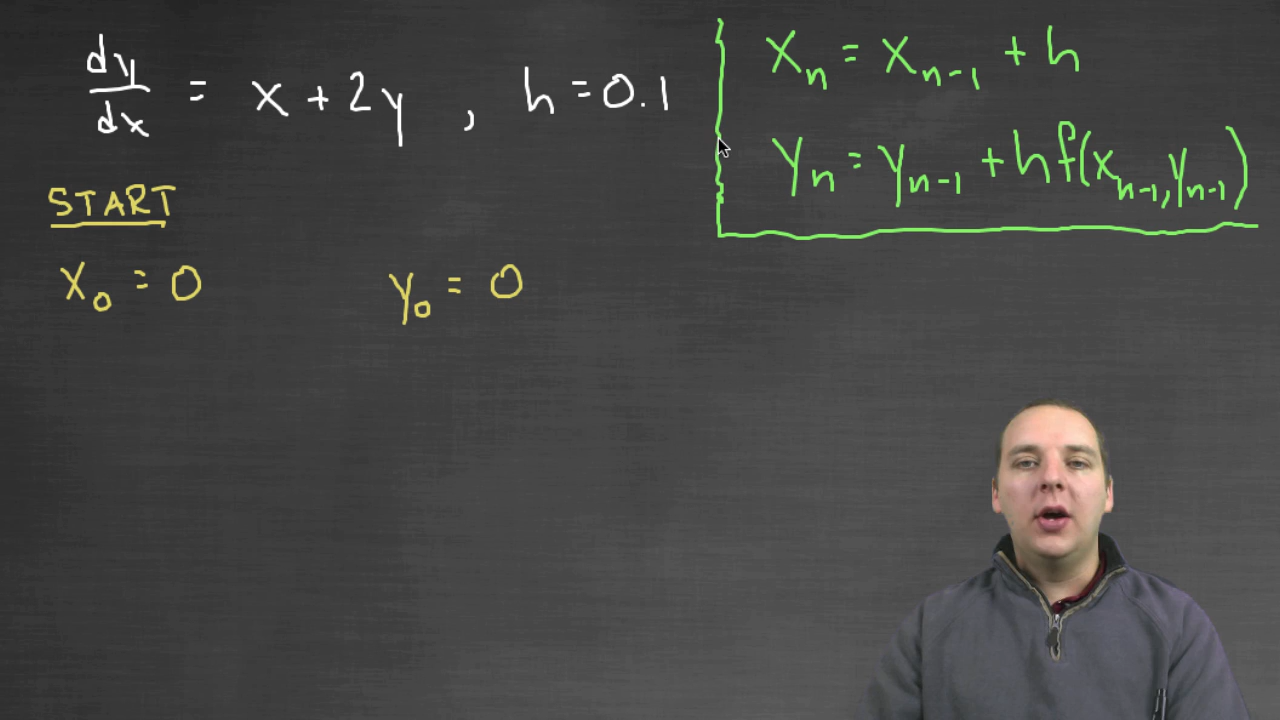 dy/dx = x + 2y , h = 0.1
START
x₀ = 0 y₀ = 0
xₙ = xₙ₋₁ + h
yₙ = yₙ₋₁ + hf(xₙ₋₁, yₙ₋₁)